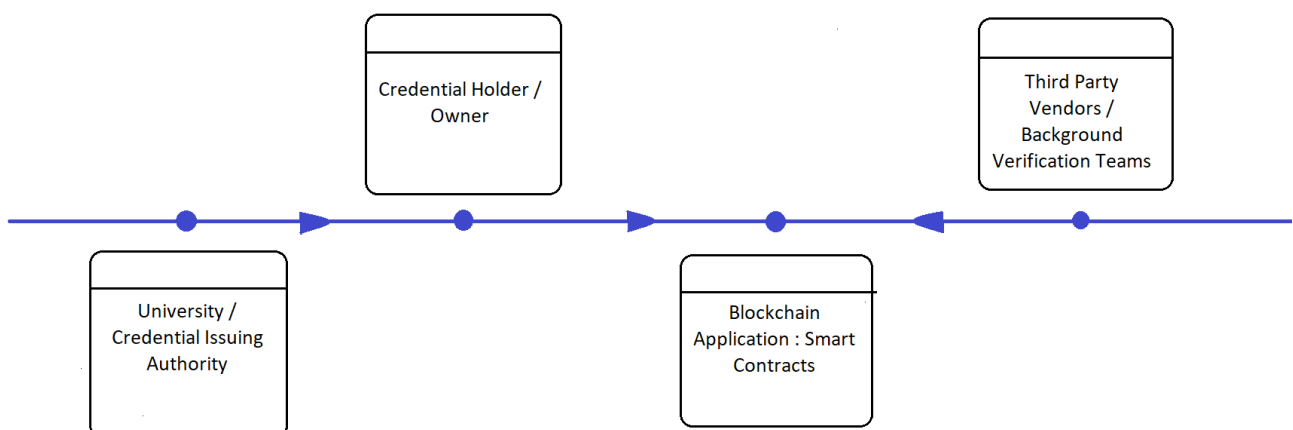 Credential Holder /
Owner
Third Party
Vendors /
Background
Verification Teams
University /
Credential Issuing
Authority
Blockchain
Application : Smart
Contracts